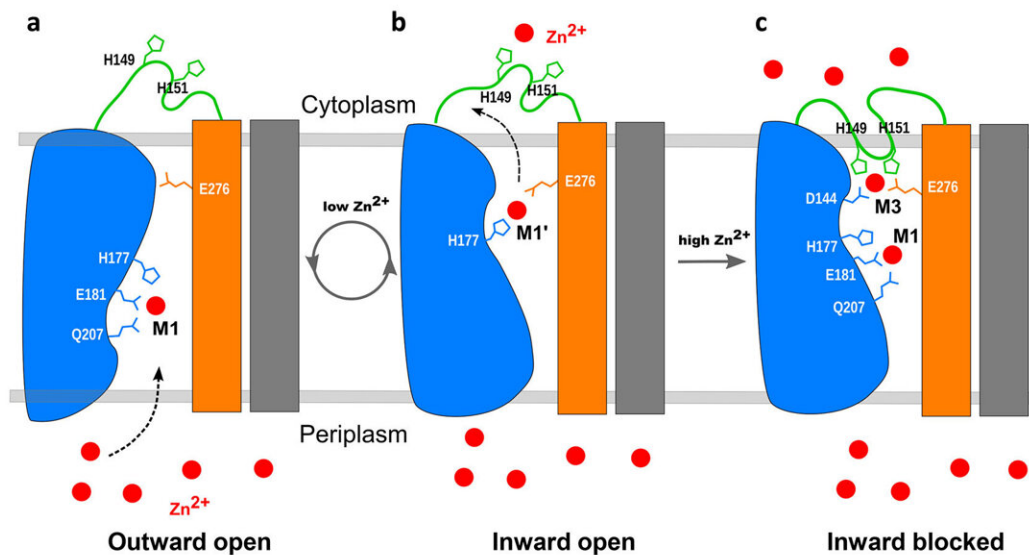 a
H149
H151
E276
H177
E181
M1
Q207
Zn2+
Outward open
Cytoplasm
low Zn2+
Periplasm
b
Zn2+
H149
H151
E276
H177
M1'
Inward open
high Zn2+
c
H149
H151
E276
D144
M3
H177
M1
E181
Q207
Inward blocked